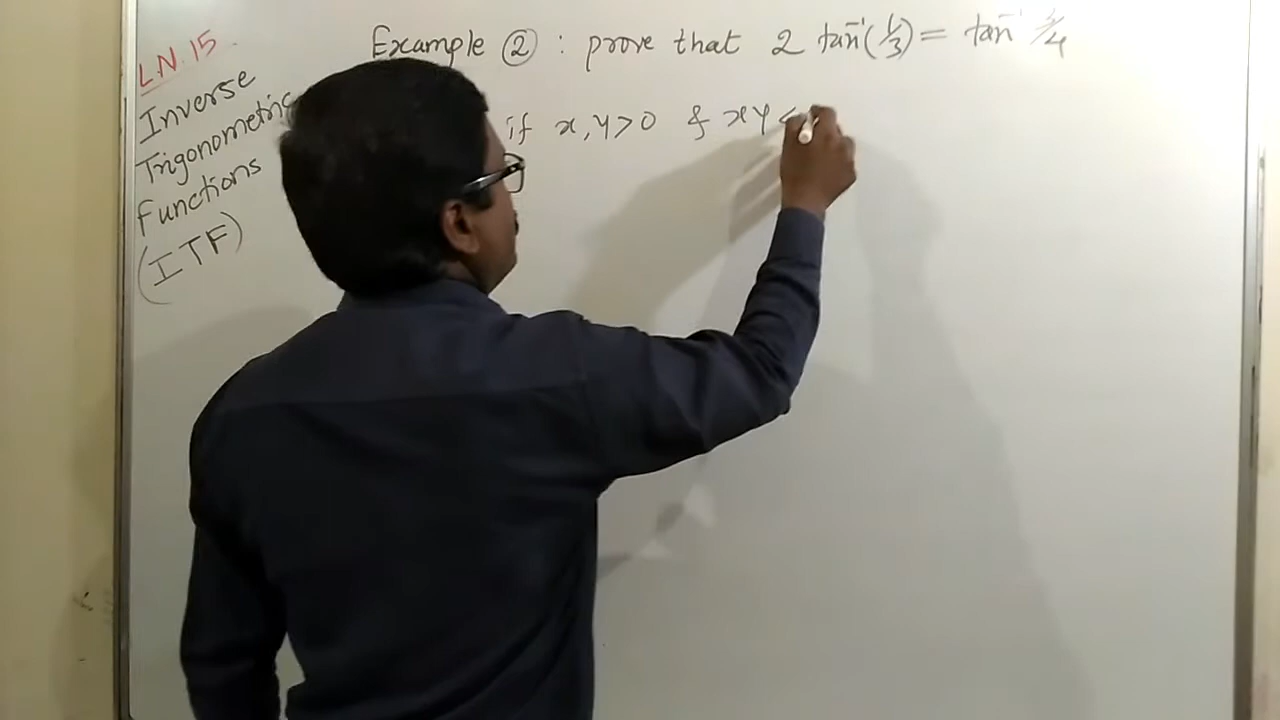 L.N. 15
Inverse
Trigonometric
Functions
(ITF)
Example ② : prove that 2 tan⁻¹(1/3) = tan⁻¹ 3/4
if x, y > 0 & xy <